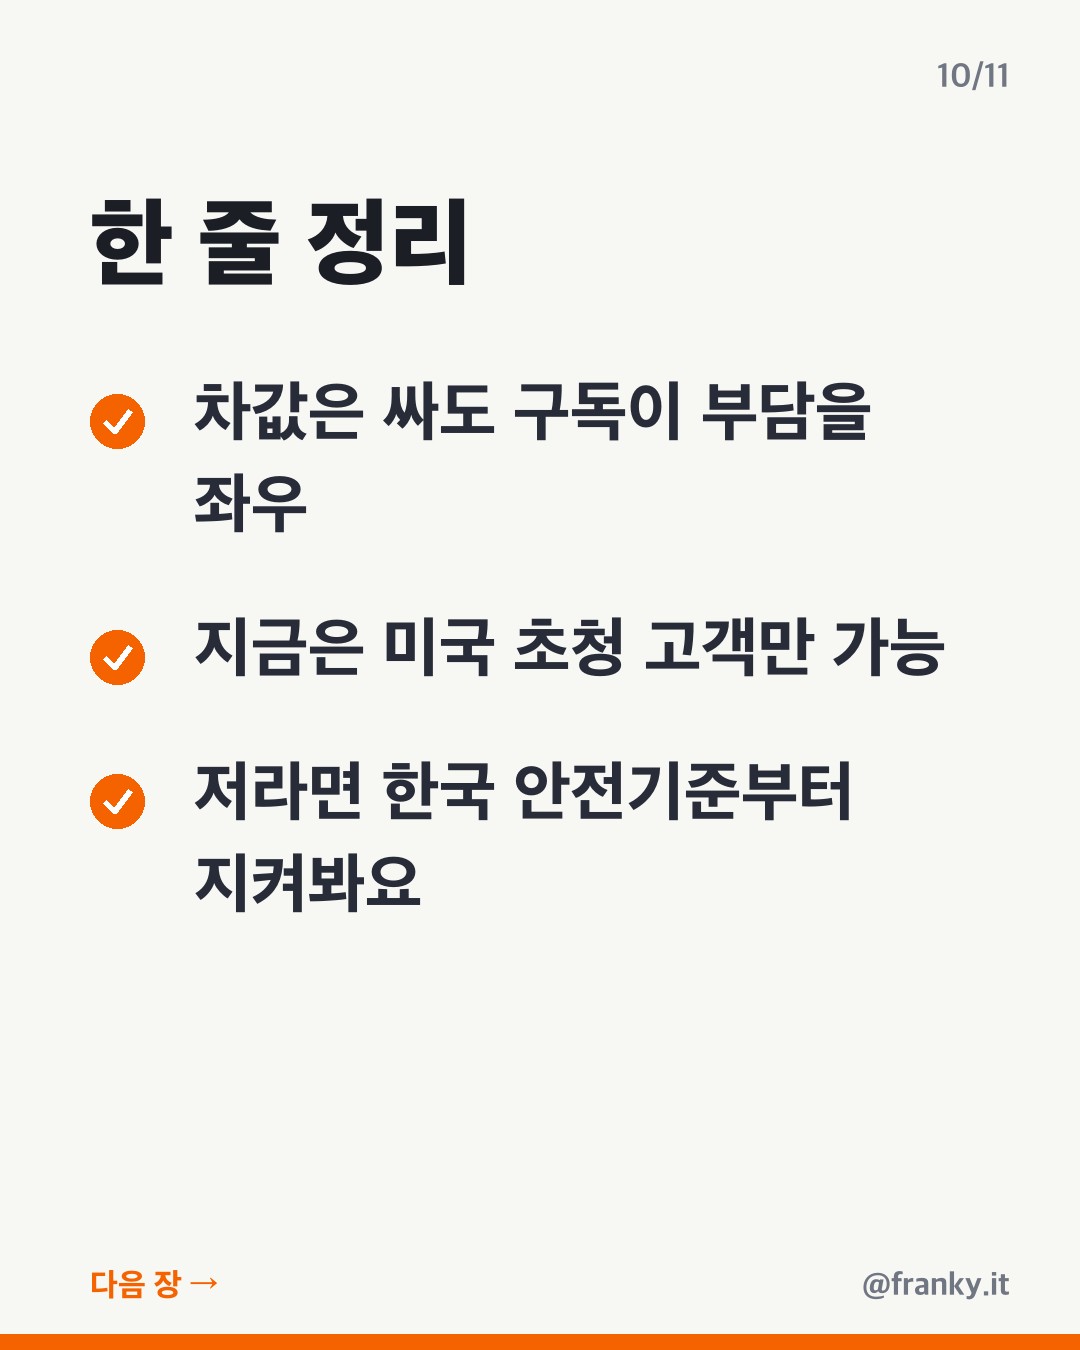 10/11
한 줄 정리
차값은 싸도 구독이 부담을
좌우
지금은 미국 초청 고객만 가능
저라면 한국 안전기준부터
지켜봐요
다음 장 →
@franky.it